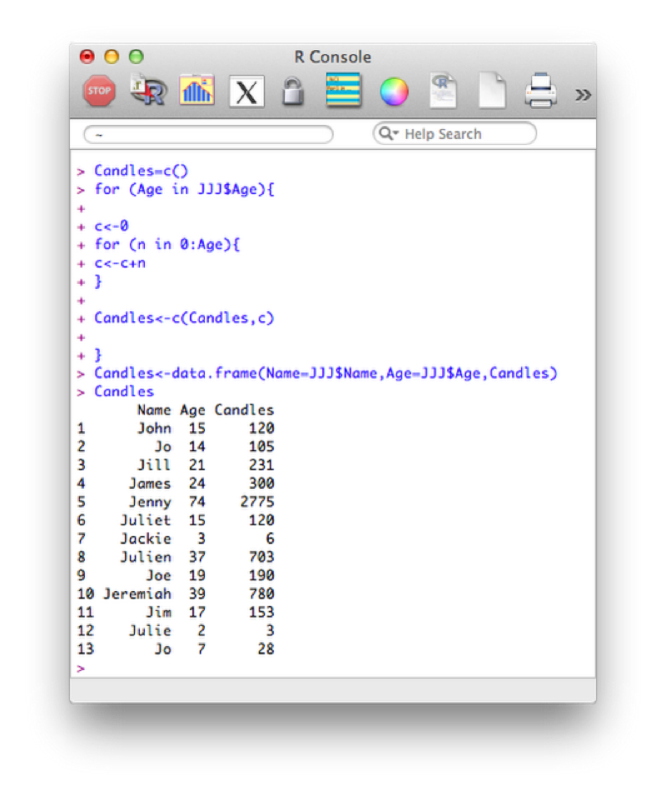 R Console
STOP
R
X
R
~
Help Search
> Candles=c()
> for (Age in JJJ$Age){
+
+ c<-0
+ for (n in 0:Age){
+ c<-c+n
+ }
+
+ Candles<-c(Candles,c)
+
+ }
> Candles<-data.frame(Name=JJJ$Name,Age=JJJ$Age,Candles)
> Candles
Name Age Candles
1 John 15 120
2 Jo 14 105
3 Jill 21 231
4 James 24 300
5 Jenny 74 2775
6 Juliet 15 120
7 Jackie 3 6
8 Julien 37 703
9 Joe 19 190
10 Jeremiah 39 780
11 Jim 17 153
12 Julie 2 3
13 Jo 7 28
>